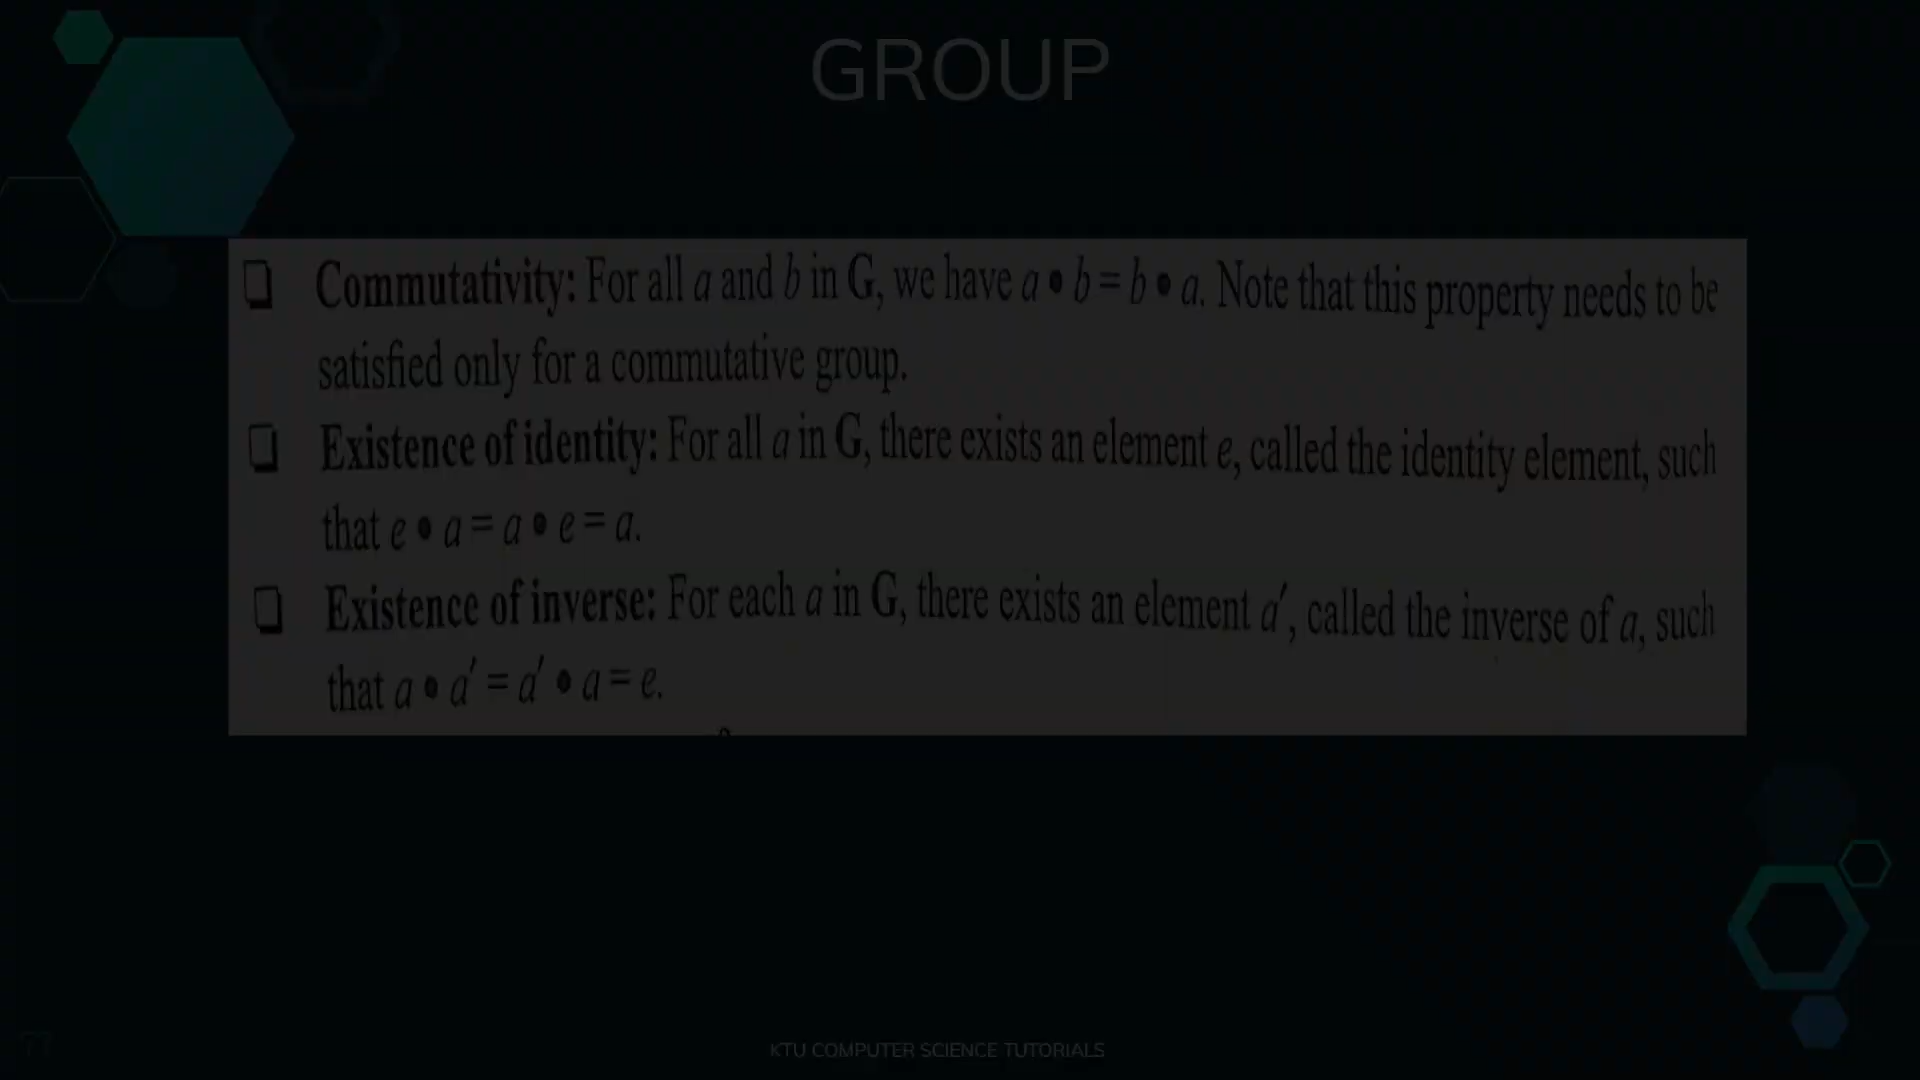 GROUP
❑ Commutativity: For all a and b in G, we have a • b = b • a. Note that this property needs to be
satisfied only for a commutative group.
❑ Existence of identity: For all a in G, there exists an element e, called the identity element, such
that e • a = a • e = a.
❑ Existence of inverse: For each a in G, there exists an element a′, called the inverse of a, such
that a • a′ = a′ • a = e.
KTU COMPUTER SCIENCE TUTORIALS